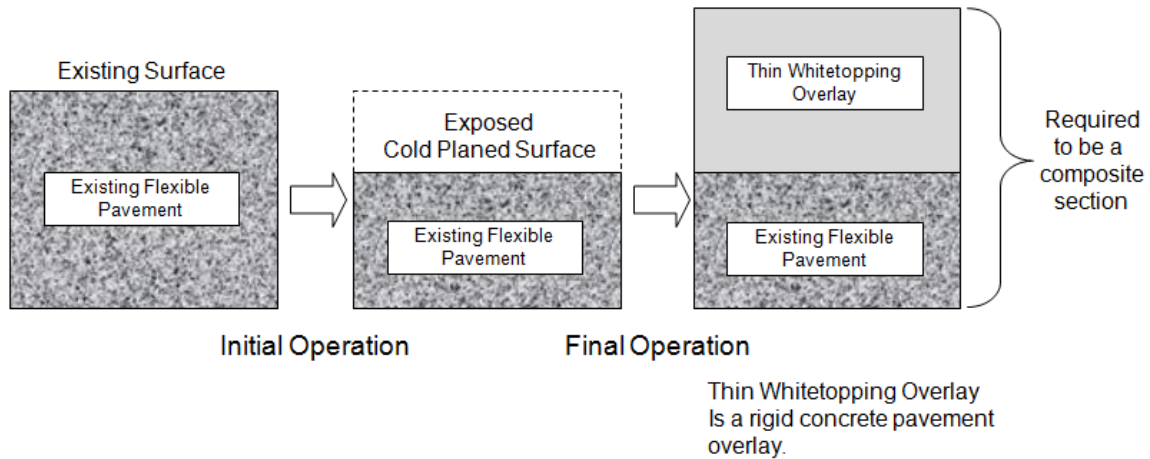 Existing Surface
Existing Flexible
Pavement
Initial Operation
Exposed
Cold Planed Surface
Existing Flexible
Pavement
Final Operation
Thin Whitetopping
Overlay
Existing Flexible
Pavement
Required
to be a
composite
section
Thin Whitetopping Overlay
Is a rigid concrete pavement
overlay.